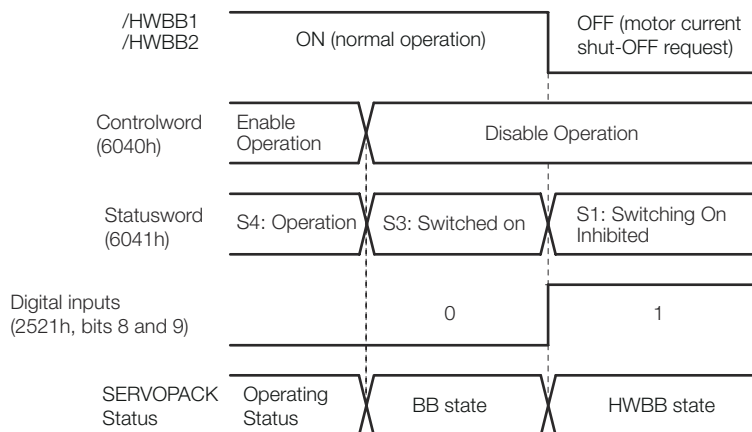 /HWBB1
/HWBB2
ON (normal operation)
OFF (motor current
shut-OFF request)
Controlword
(6040h)
Enable
Operation
Disable Operation
Statusword
(6041h)
S4: Operation
S3: Switched on
S1: Switching On
Inhibited
Digital inputs
(2521h, bits 8 and 9)
0
1
SERVOPACK
Status
Operating
Status
BB state
HWBB state